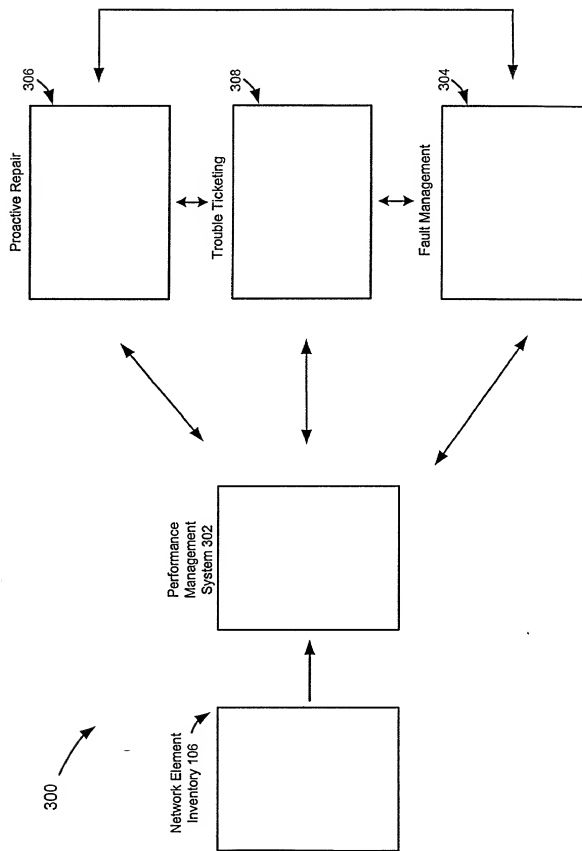 300
Network Element
Inventory 106
Performance
Management
System 302
Proactive Repair
306
Trouble Ticketing
308
Fault Management
304